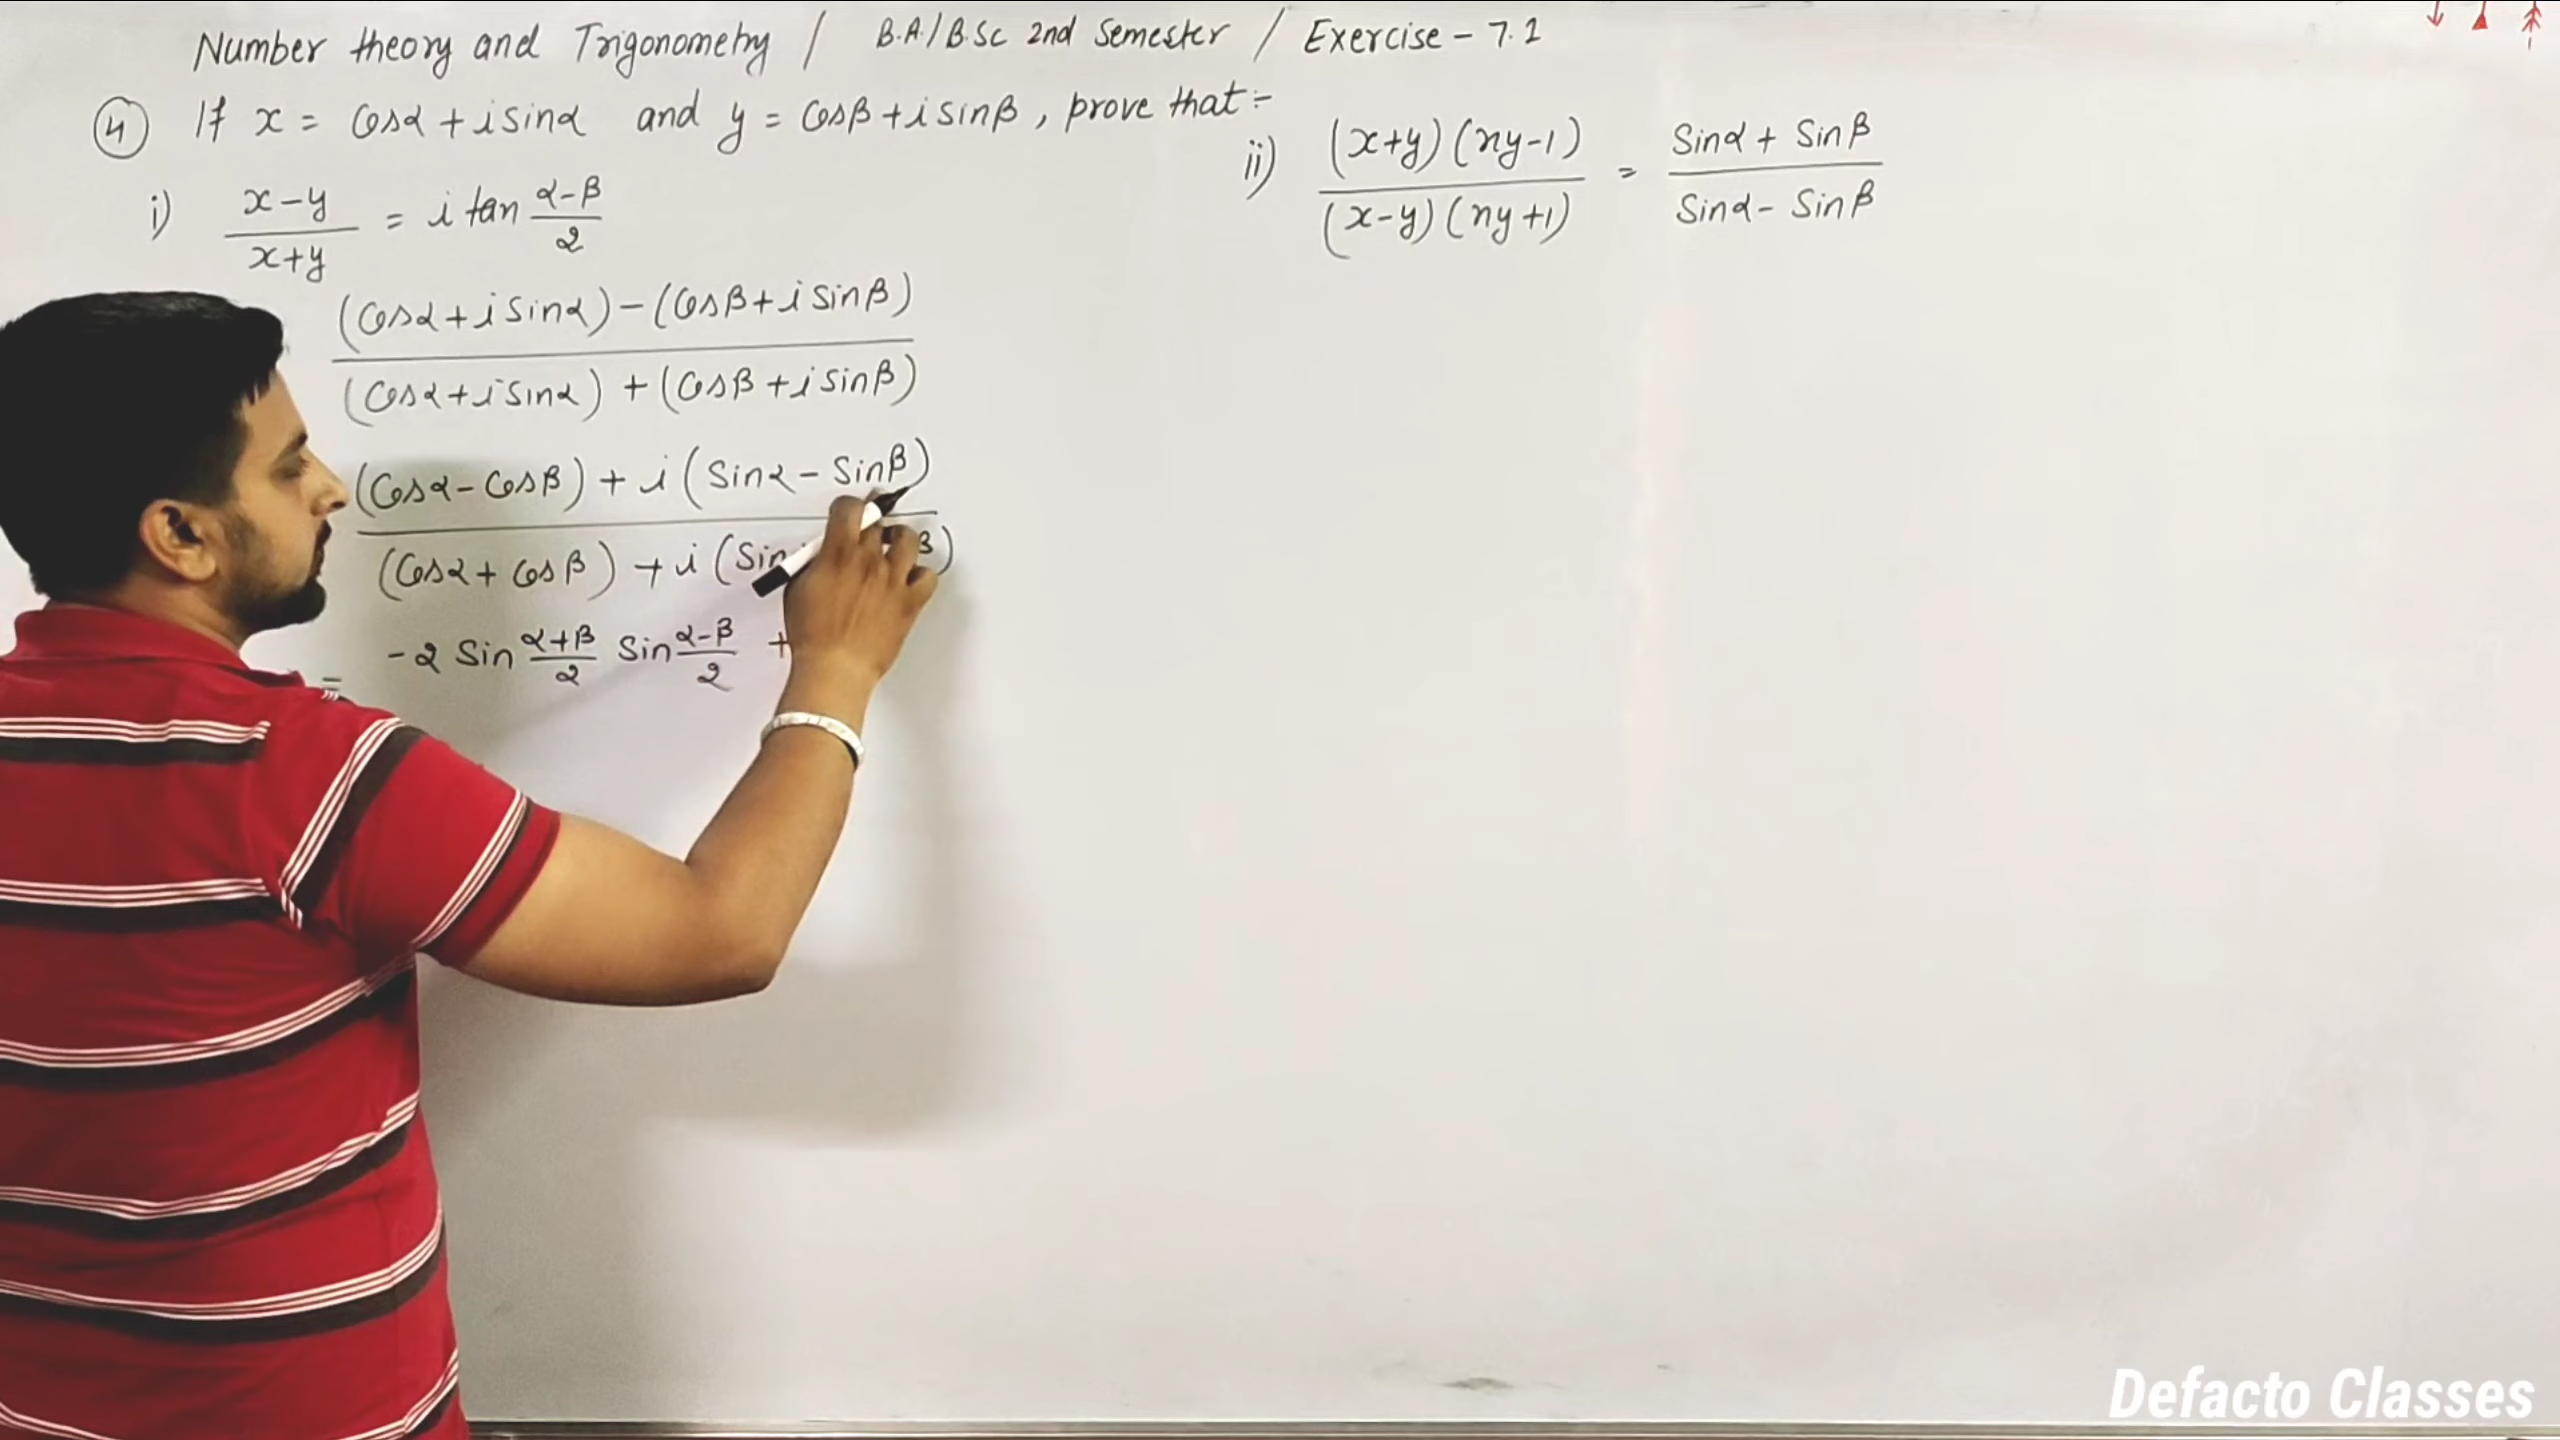 Number theory and Trigonometry / B.A/B.Sc 2nd Semester / Exercise - 7.1
④ If x = Cosα + i sinα and y = Cosβ + i sinβ, prove that :-
i) (x-y)/(x+y) = i tan (α-β)/2
ii) ((x+y)(xy-1))/((x-y)(xy+1)) = (Sinα + Sinβ)/(Sinα - Sinβ)
(Cosα + i Sinα) - (Cosβ + i Sinβ)
(Cosα + i Sinα) + (Cosβ + i Sinβ)
(Cosα - Cosβ) + i (Sinα - Sinβ)
(Cosα + Cosβ) + i (Sin β)
= -2 Sin (α+β)/2 Sin (α-β)/2 +
Defacto Classes